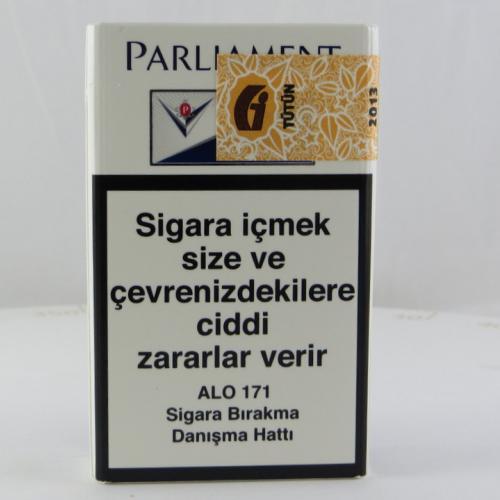 PARLIAMENT
P
TÜTÜN
2013
Sigara içmek
size ve
çevrenizdekilere
ciddi
zararlar verir
ALO 171
Sigara Bırakma
Danışma Hattı